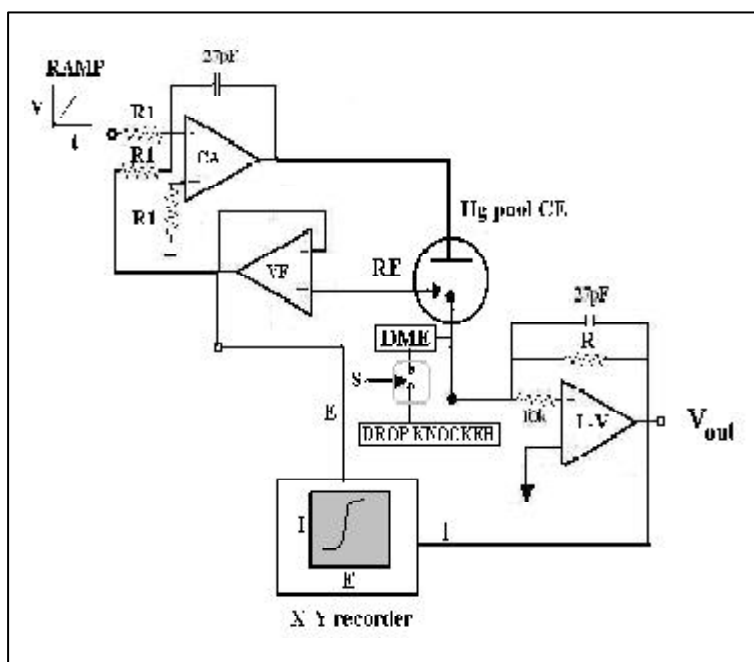 27pF
RAMP
V
t
R1
R1
R1
CA
Hg pool CE
VF
RE
27pF
R
DME
S
10k
I-V
Vout
E
DROP KNOCKER
I
E
I
X Y recorder